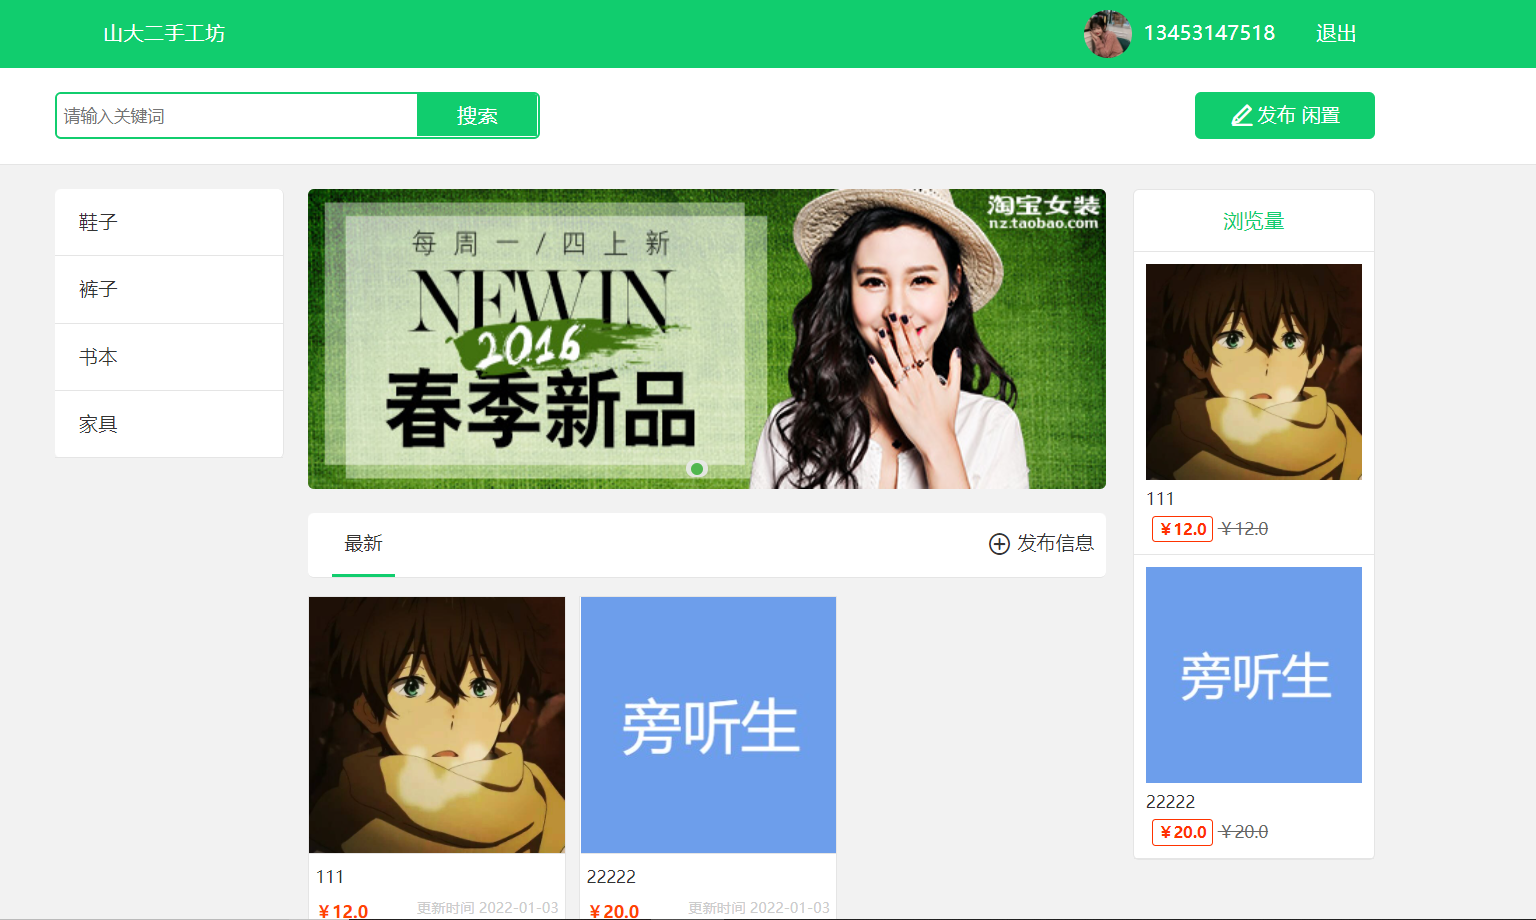 山大二手工坊
13453147518
退出
请输入关键词
搜索
发布 闲置
鞋子
裤子
书本
家具
每周一/四上新
NEWIN
2016
春季新品
淘宝女装
nz.taobao.com
最新
发布信息
111
¥12.0
更新时间 2022-01-03
旁听生
22222
¥20.0
更新时间 2022-01-03
浏览量
111
¥12.0 ¥12.0
旁听生
22222
¥20.0 ¥20.0